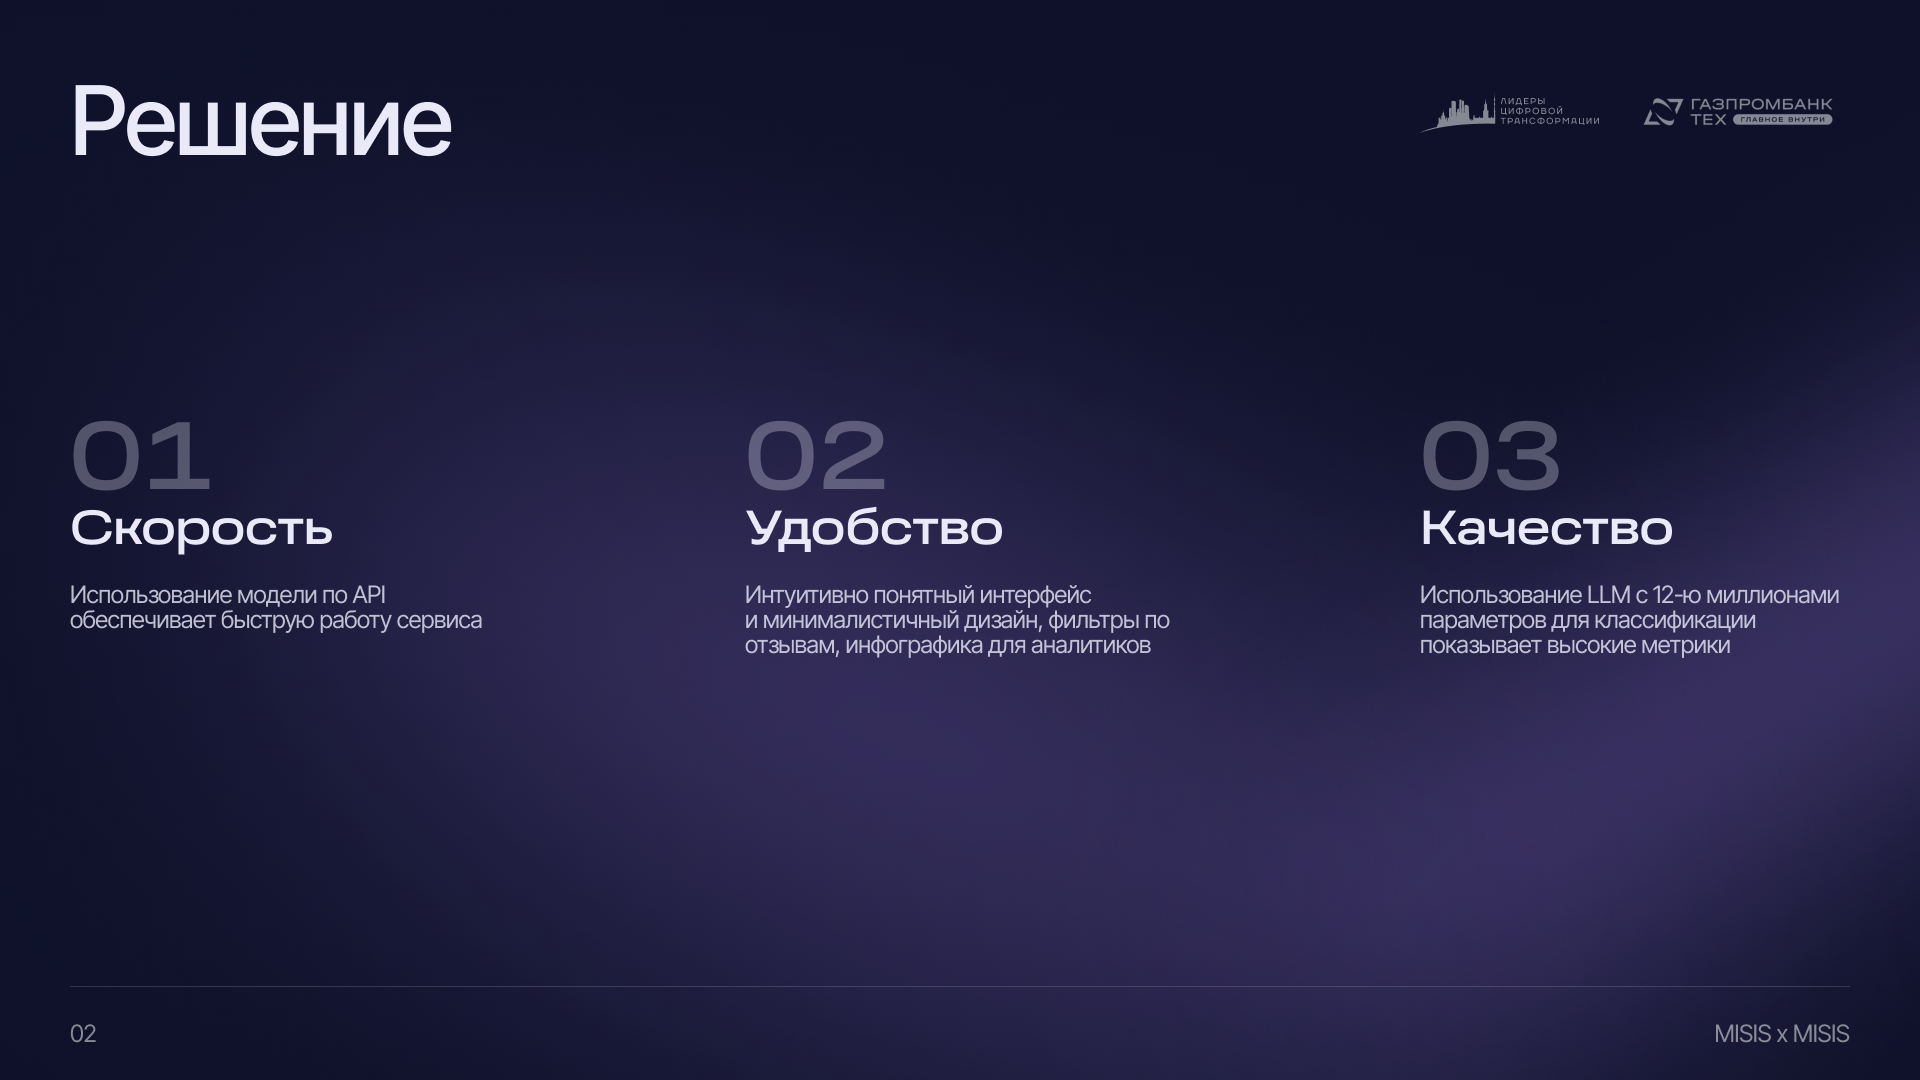 Решение
ЛИДЕРЫ
ЦИФРОВОЙ
ТРАНСФОРМАЦИИ
ГАЗПРОМБАНК
ТЕХ ГЛАВНОЕ ВНУТРИ
01
Скорость
Использование модели по API
обеспечивает быструю работу сервиса
02
Удобство
Интуитивно понятный интерфейс
и минималистичный дизайн, фильтры по
отзывам, инфографика для аналитиков
03
Качество
Использование LLM с 12-ю миллионами
параметров для классификации
показывает высокие метрики
02
MISIS x MISIS